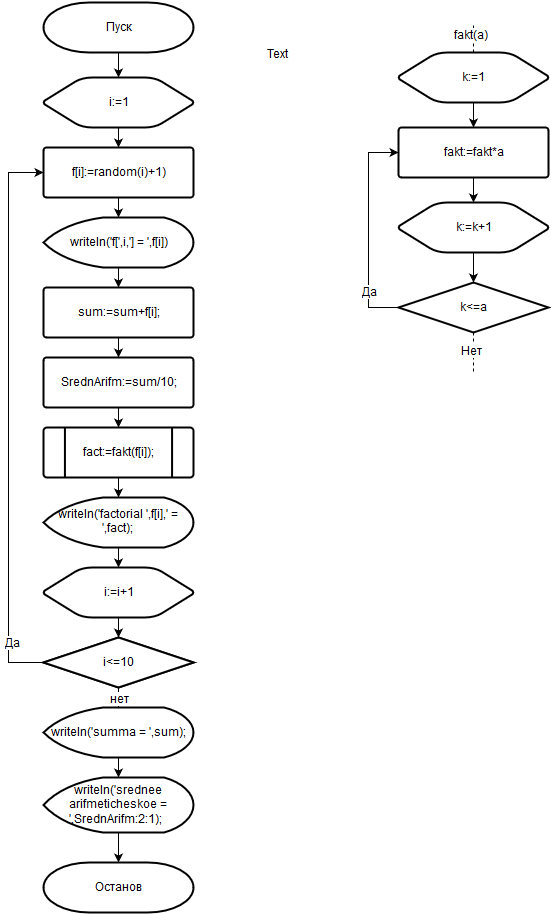 Пуск
i:=1
f[i]:=random(i)+1)
writeln('f[',i,'] = ',f[i])
sum:=sum+f[i];
SrednArifm:=sum/10;
fact:=fakt(f[i]);
writeln('factorial ',f[i],' =
',fact);
i:=i+1
Да
i<=10
нет
writeln('summa = ',sum);
writeln('srednee
arifmeticheskoe =
',SrednArifm:2:1);
Останов
Text
fakt(a)
k:=1
fakt:=fakt*a
k:=k+1
Да
k<=a
Нет